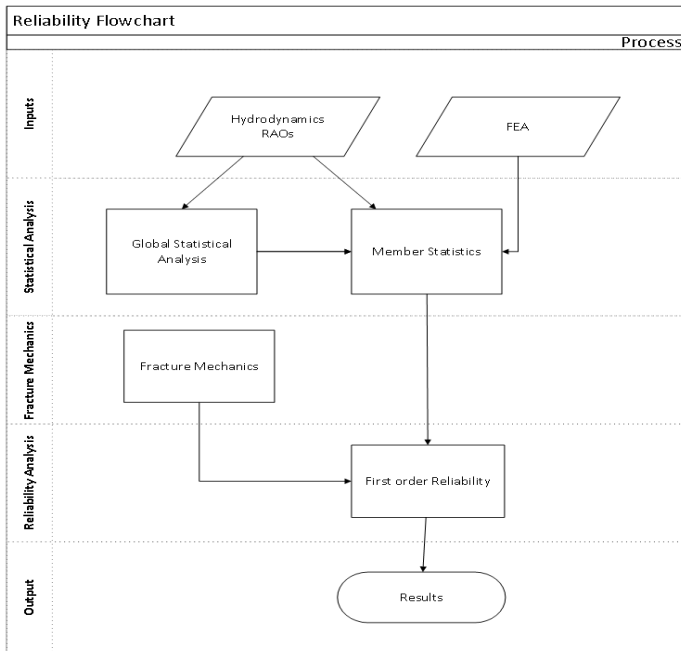 Reliability Flowchart
Process
Inputs
Hydrodynamics
RAOs
FEA
Statistical Analysis
Global Statistical
Analysis
Member Statistics
Fracture Mechanics
Fracture Mechanics
Reliability Analysis
First order Reliability
Output
Results